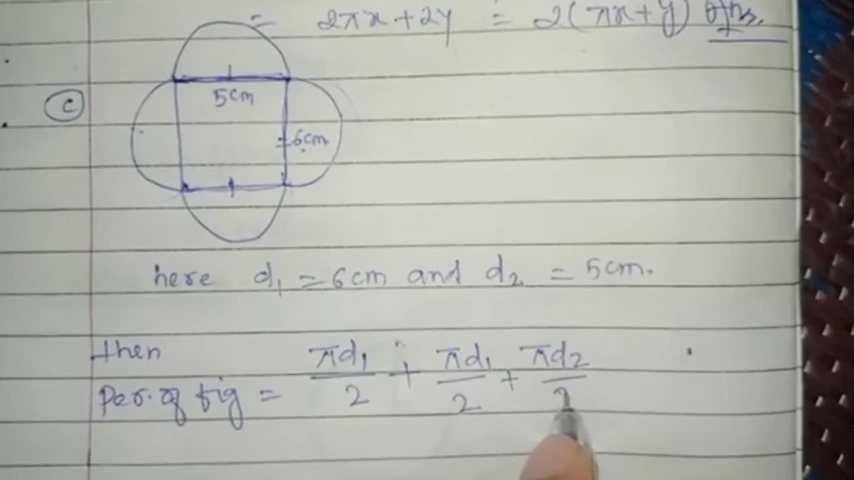 = 2πx + 2y = 2(πx + y) Ans.
(c)
5cm
6cm
here d₁ = 6cm and d₂ = 5cm.
then
Per. of fig = πd₁/2 + πd₁/2 + πd₂/2